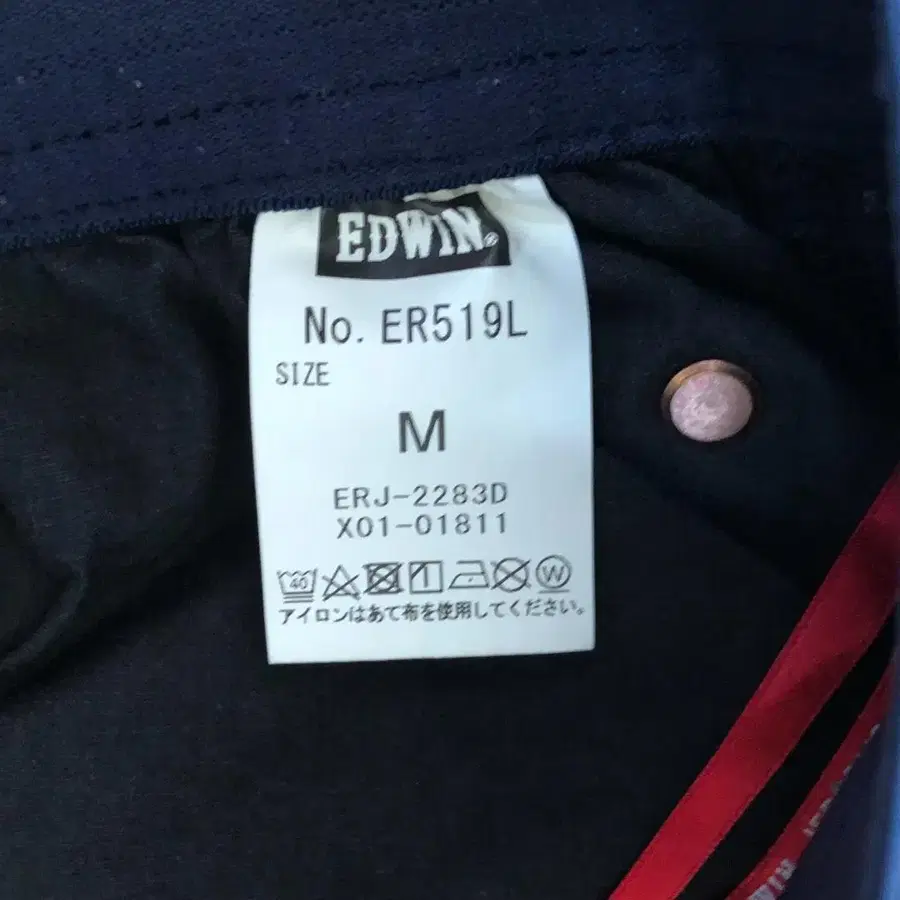 EDWIN®
No. ER519L
SIZE
M
ERJ-2283D
X01-01811
40 W
アイロンはあて布を使用してください。